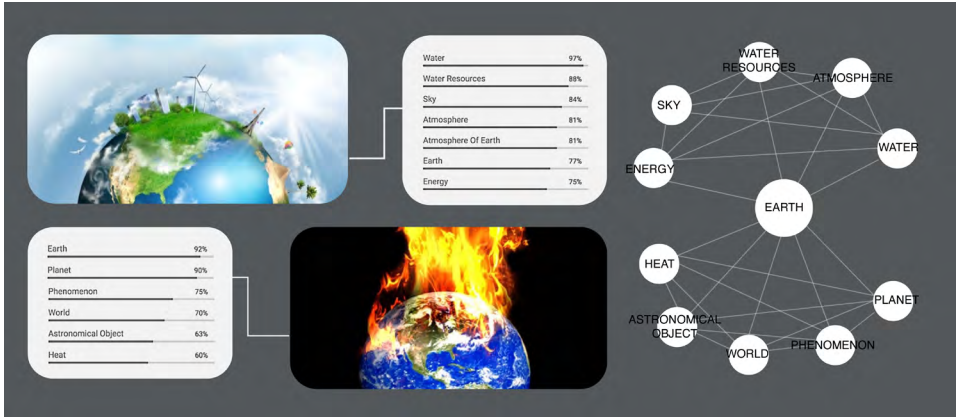 Water 97%
Water Resources 88%
Sky 84%
Atmosphere 81%
Atmosphere Of Earth 81%
Earth 77%
Energy 75%
Earth 92%
Planet 90%
Phenomenon 75%
World 70%
Astronomical Object 63%
Heat 60%
WATER
RESOURCES
ATMOSPHERE
SKY
WATER
ENERGY
EARTH
HEAT
PLANET
ASTRONOMICAL
OBJECT
WORLD
PHENOMENON